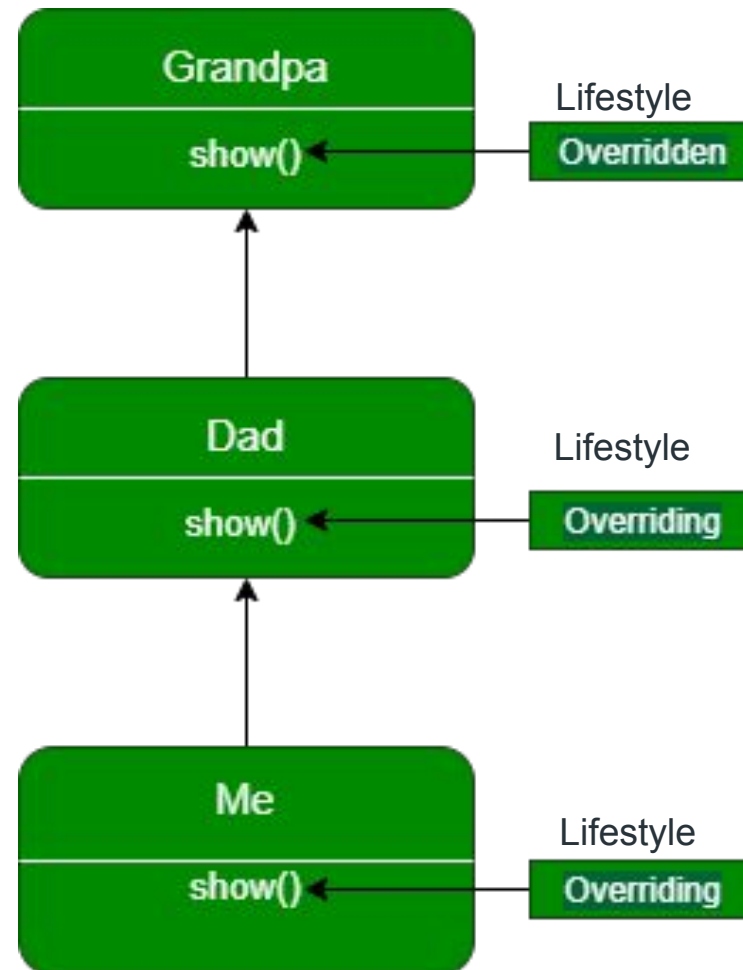 Grandpa
Lifestyle
show()
Overridden
Dad
Lifestyle
show()
Overriding
Me
Lifestyle
show()
Overriding